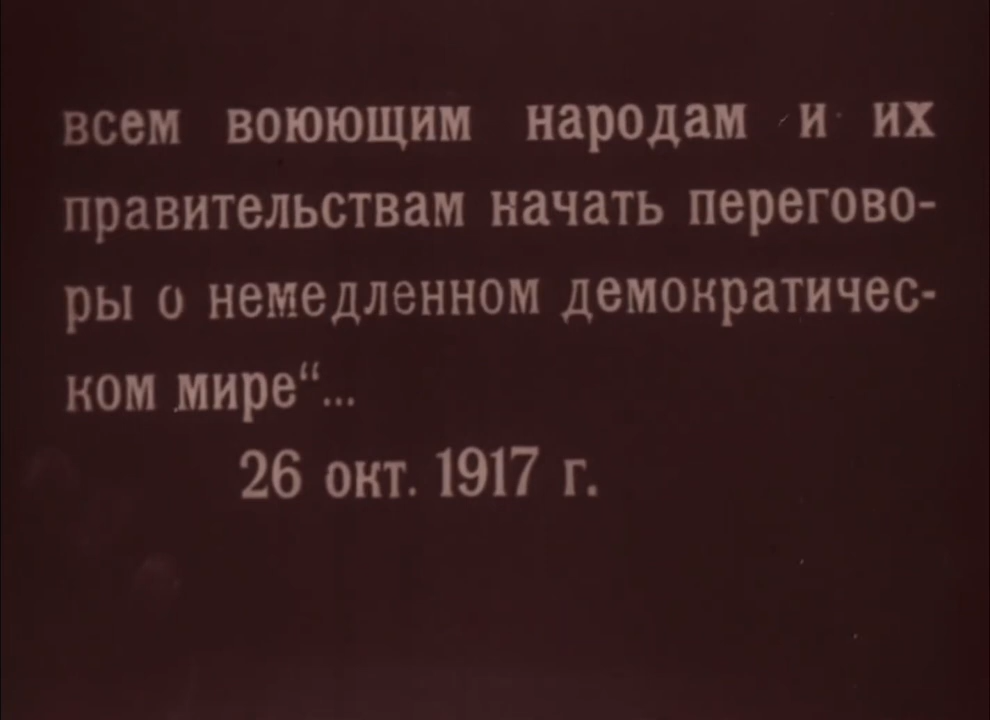 всем воюющим народам и их
правительствам начать перегово-
ры о немедленном демократичес-
ком мире“...
26 окт. 1917 г.